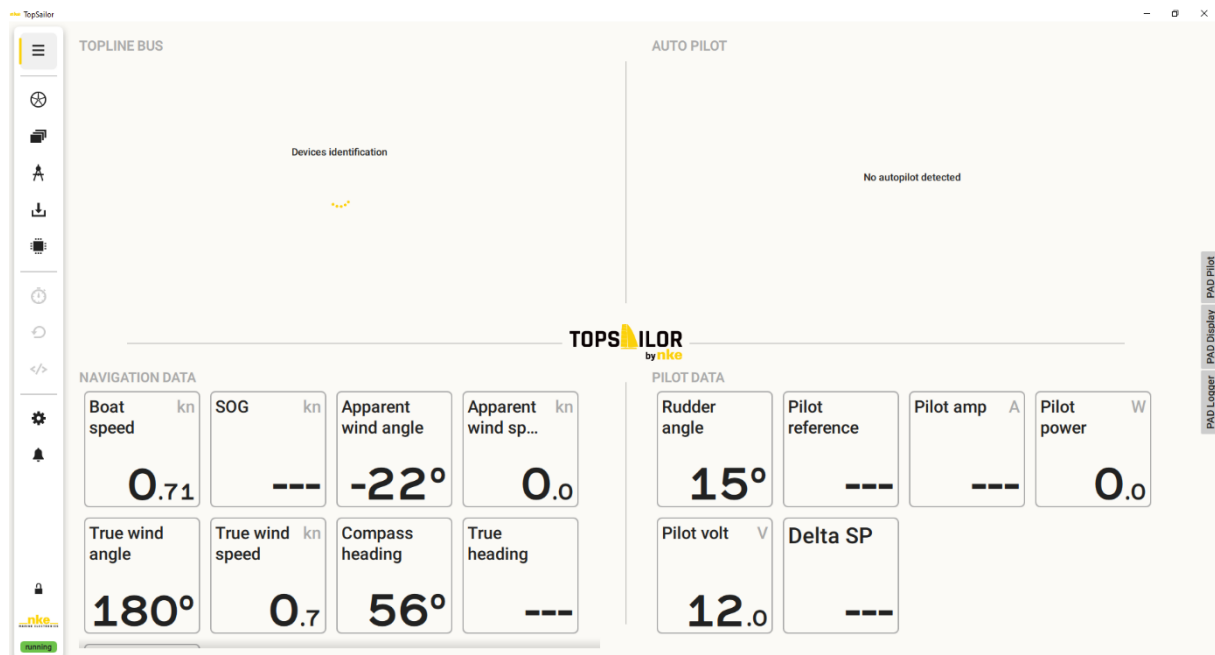 TopSailor
TOPLINE BUS
AUTO PILOT
Devices identification
No autopilot detected
PAD Pilot
PAD Display
PAD Logger
TOPSAILOR
by nke
NAVIGATION DATA
PILOT DATA
Boat speed kn
0.71
SOG kn
---
Apparent wind angle
-22°
Apparent wind sp... kn
0.0
Rudder angle
15°
Pilot reference
---
Pilot amp A
---
Pilot power W
0.0
True wind angle
180°
True wind speed kn
0.7
Compass heading
56°
True heading
---
Pilot volt V
12.0
Delta SP
---
nke
running